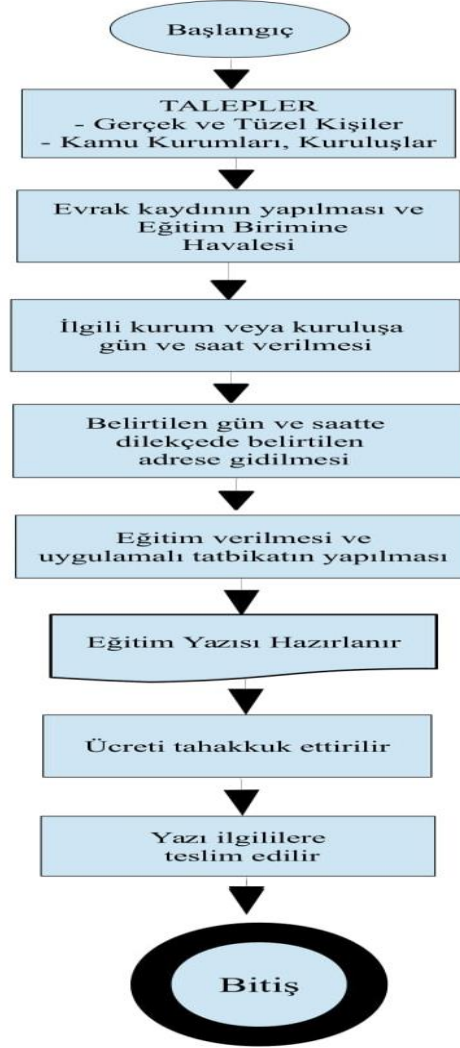 Başlangıç
TALEPLER
- Gerçek ve Tüzel Kişiler
- Kamu Kurumları, Kuruluşlar
Evrak kaydının yapılması ve
Eğitim Birimine
Havalesi
İlgili kurum veya kuruluşa
gün ve saat verilmesi
Belirtilen gün ve saatte
dilekçede belirtilen
adrese gidilmesi
Eğitim verilmesi ve
uygulamalı tatbikatın yapılması
Eğitim Yazısı Hazırlanır
Ücreti tahakkuk ettirilir
Yazı ilgililere
teslim edilir
Bitiş